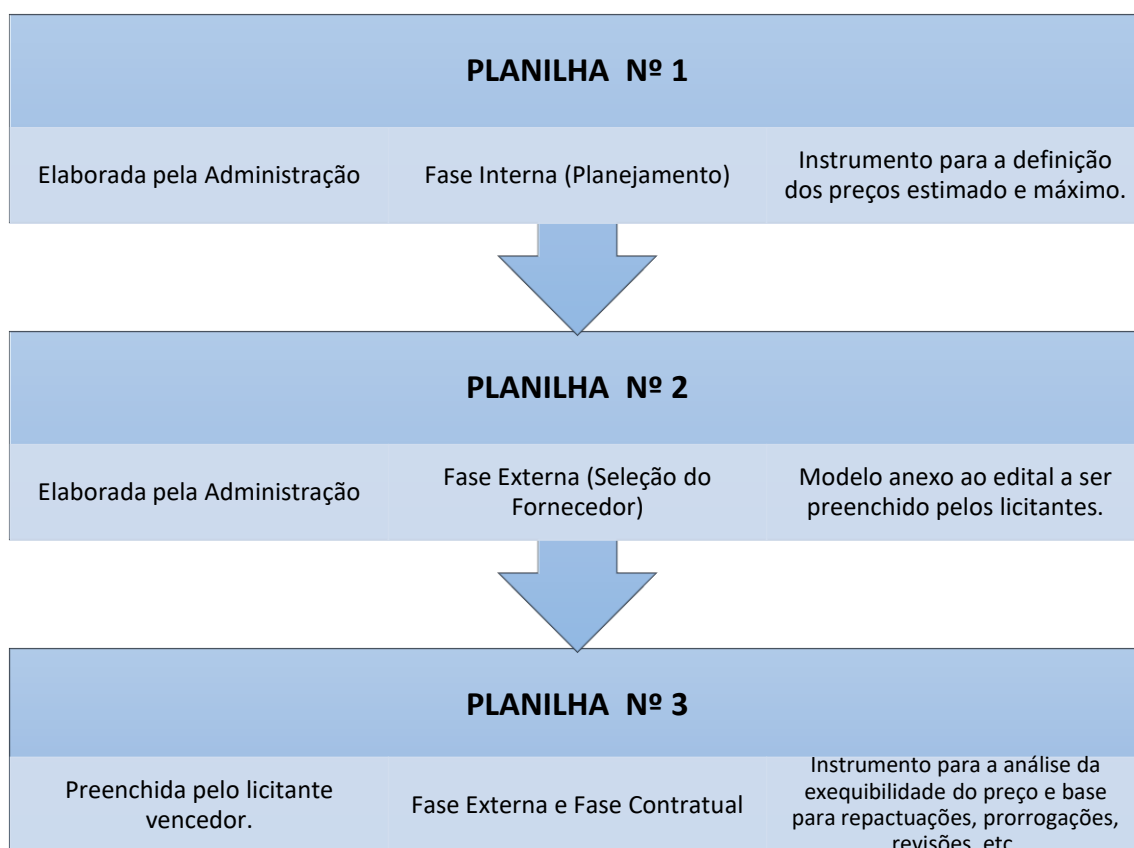 PLANILHA Nº 1
Elaborada pela Administração
Fase Interna (Planejamento)
Instrumento para a definição
dos preços estimado e máximo.
PLANILHA Nº 2
Elaborada pela Administração
Fase Externa (Seleção do
Fornecedor)
Modelo anexo ao edital a ser
preenchido pelos licitantes.
PLANILHA Nº 3
Preenchida pelo licitante
vencedor.
Fase Externa e Fase Contratual
Instrumento para a análise da
exequibilidade do preço e base
para repactuações, prorrogações,
revisões, etc